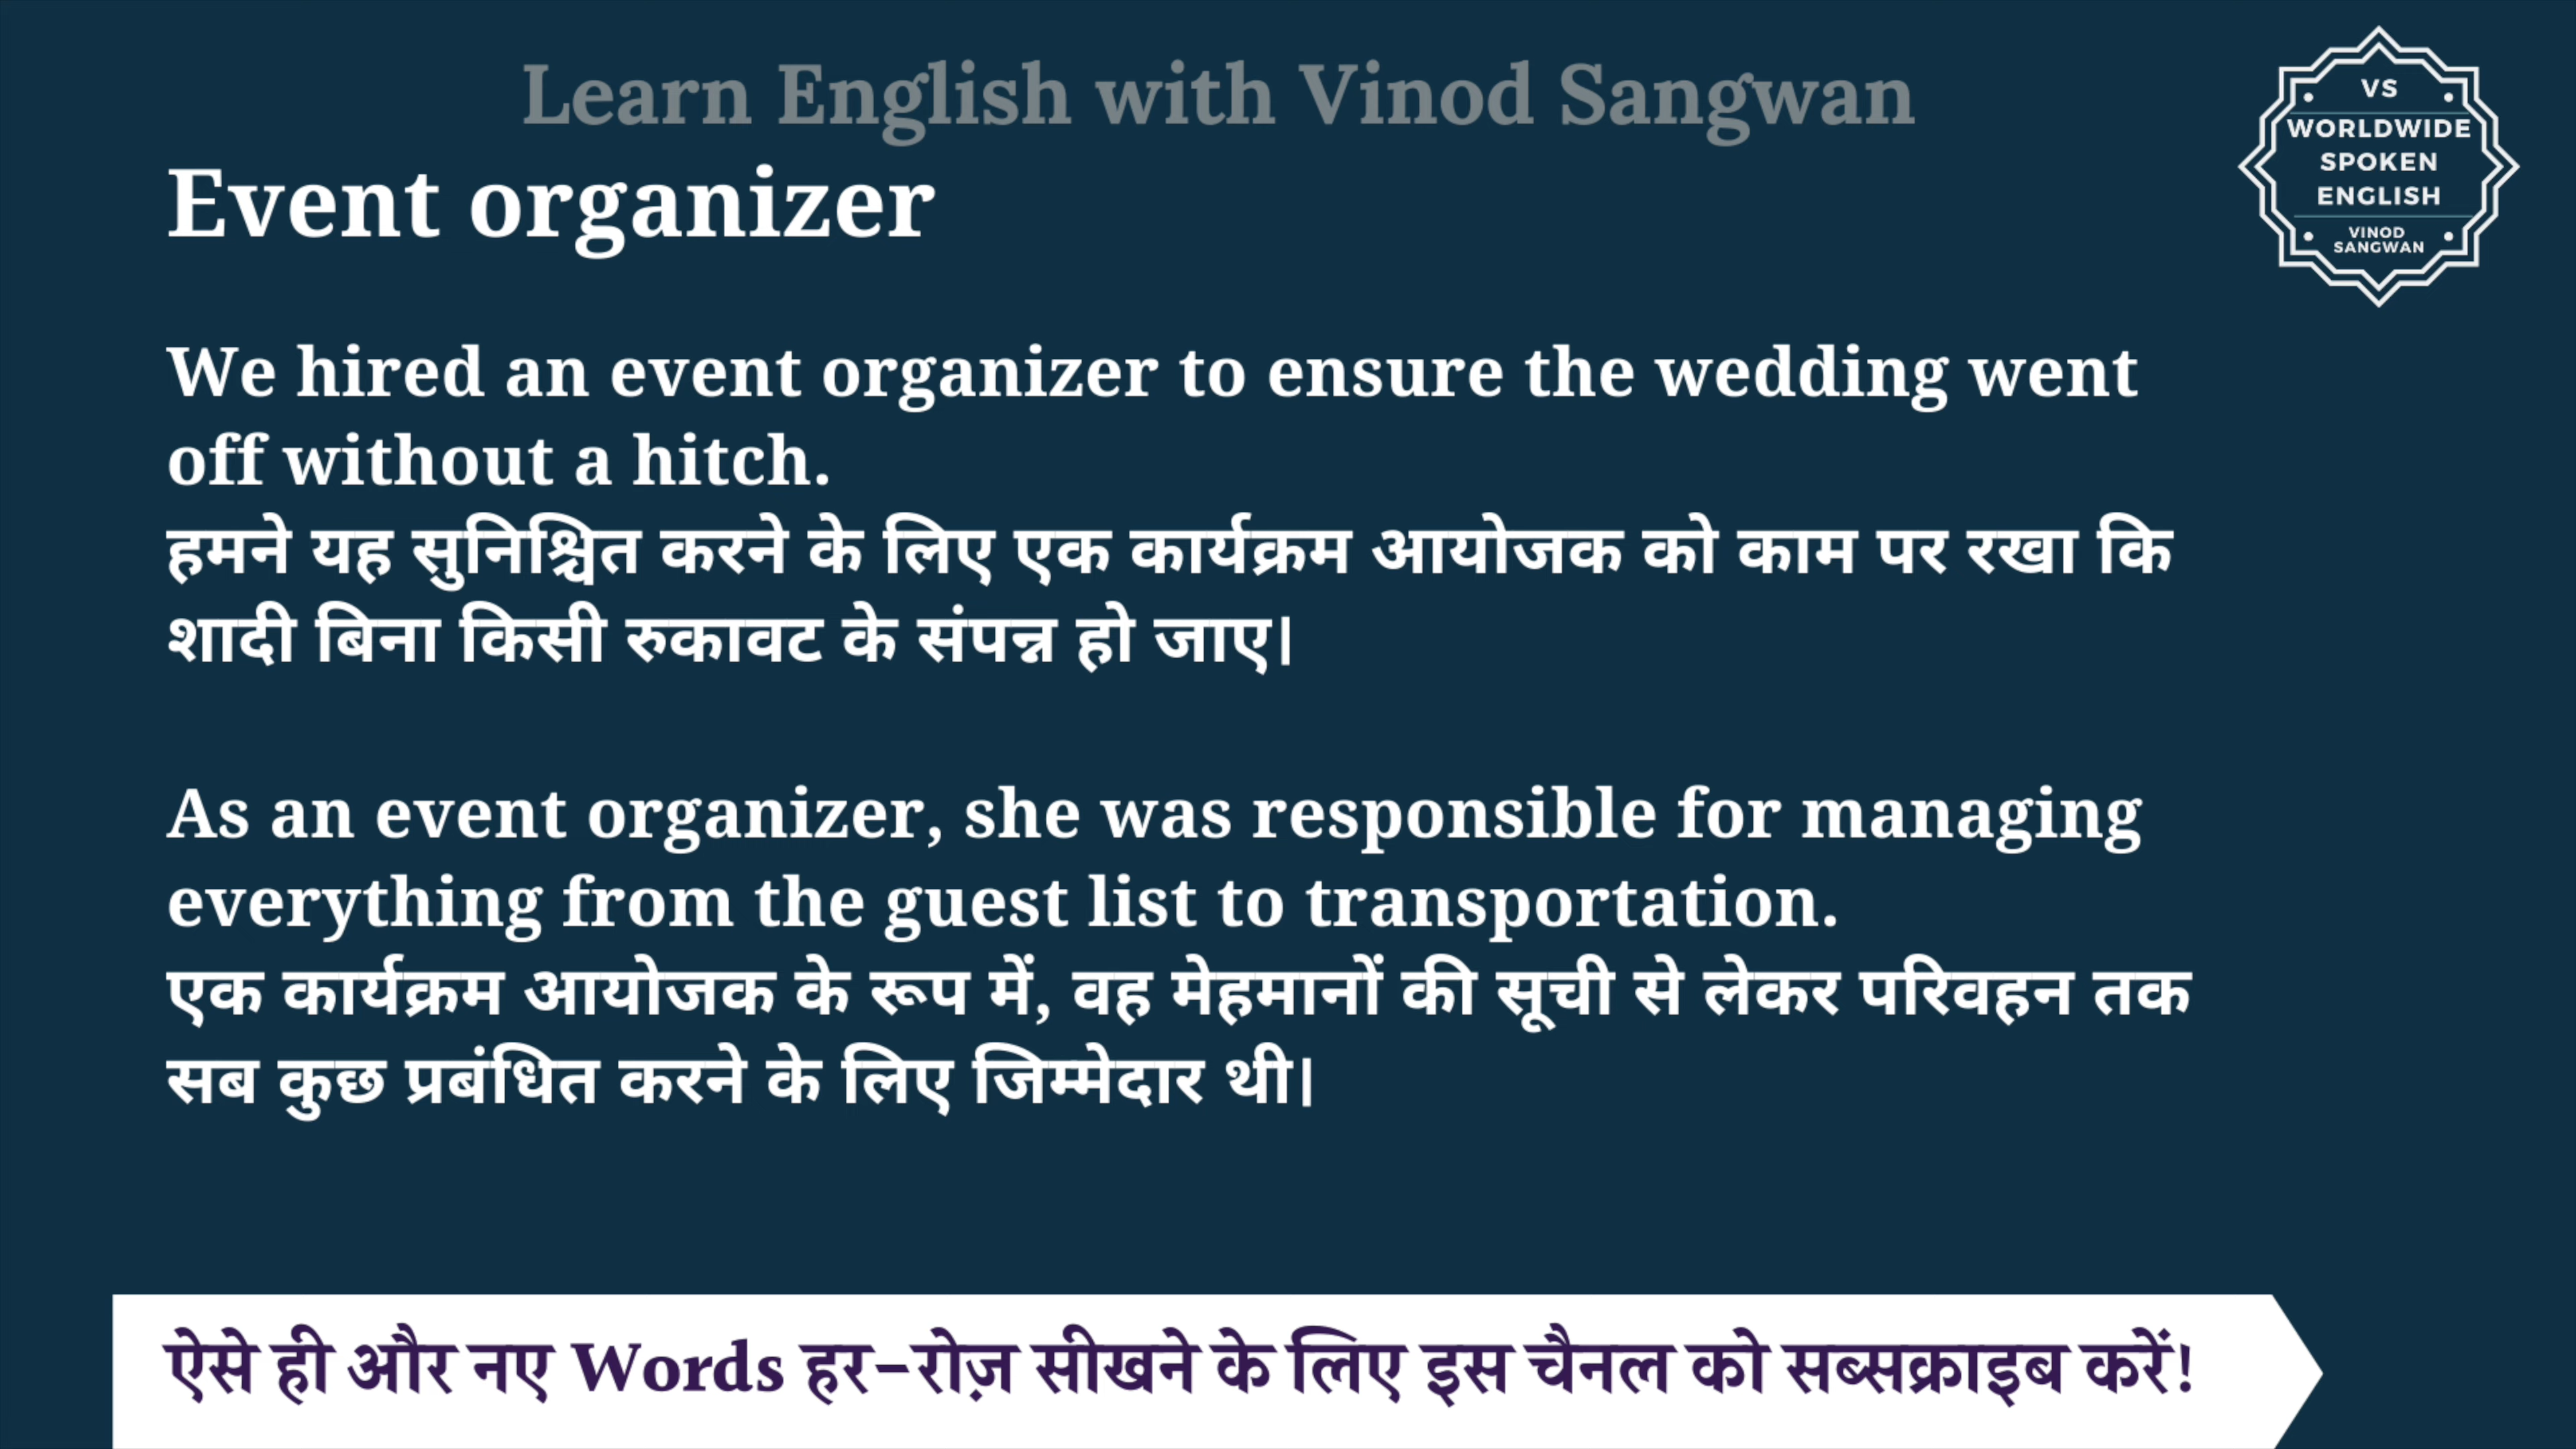 Learn English with Vinod Sangwan
VS
WORLDWIDE
SPOKEN
ENGLISH
VINOD
SANGWAN
Event organizer
We hired an event organizer to ensure the wedding went
off without a hitch.
हमने यह सुनिश्चित करने के लिए एक कार्यक्रम आयोजक को काम पर रखा कि
शादी बिना किसी रुकावट के संपन्न हो जाए।
As an event organizer, she was responsible for managing
everything from the guest list to transportation.
एक कार्यक्रम आयोजक के रूप में, वह मेहमानों की सूची से लेकर परिवहन तक
सब कुछ प्रबंधित करने के लिए जिम्मेदार थी।
ऐसे ही और नए Words हर-रोज़ सीखने के लिए इस चैनल को सब्सक्राइब करें!